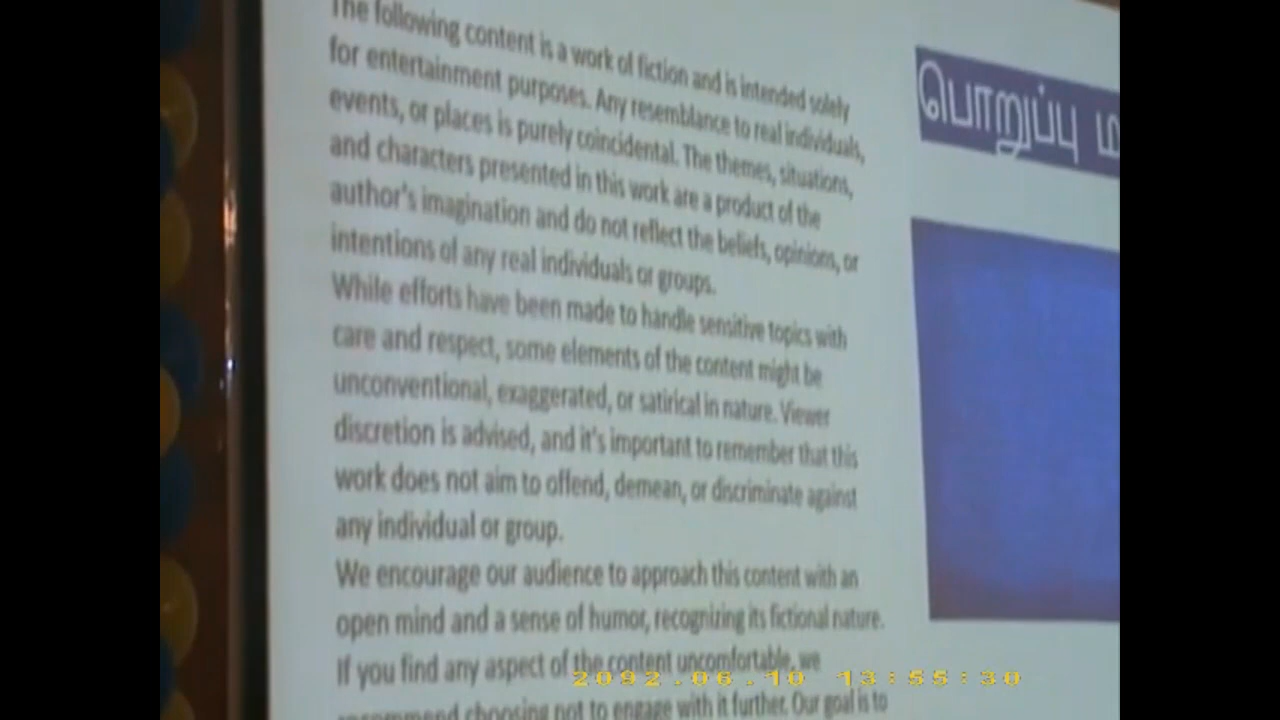 The following content is a work of fiction and is intended solely
for entertainment purposes. Any resemblance to real individuals,
events, or places is purely coincidental. The themes, situations,
and characters presented in this work are a product of the
author's imagination and do not reflect the beliefs, opinions, or
intentions of any real individuals or groups.
While efforts have been made to handle sensitive topics with
care and respect, some elements of the content might be
unconventional, exaggerated, or satirical in nature. Viewer
discretion is advised, and it's important to remember that this
work does not aim to offend, demean, or discriminate against
any individual or group.
We encourage our audience to approach this content with an
open mind and a sense of humor, recognizing its fictional nature.
If you find any aspect of the content uncomfortable, we
recommend choosing not to engage with it further. Our goal is to
பொறுப்பு ம
2092.06.10 13:55:30